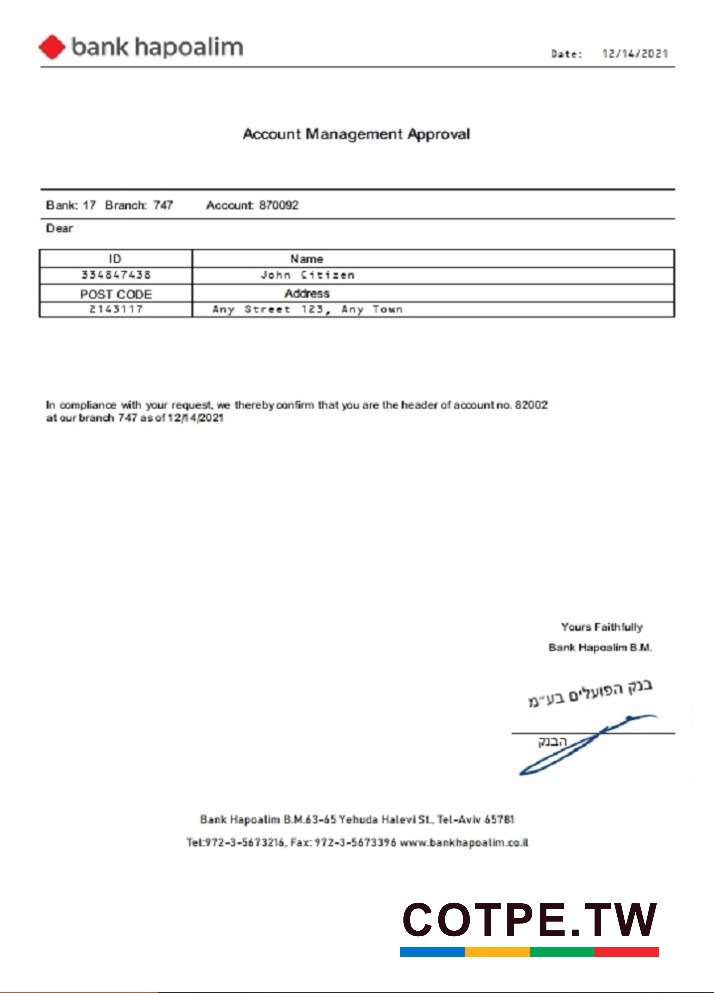 bank hapoalim
Date: 12/14/2021
Account Management Approval
Bank: 17 Branch: 747 Account: 870092
Dear
ID Name
334847438 John Citizen
POST CODE Address
2143117 Any Street 123, Any Town
In compliance with your request, we thereby confirm that you are the header of account no. 82002
at our branch 747 as of 12/14/2021
Yours Faithfully
Bank Hapoalim B.M.
בנק הפועלים בע״מ
הבנק
Bank Hapoalim B.M.63-65 Yehuda Halevi St., Tel-Aviv 65781
Tel:972-3-5673216, Fax: 972-3-5673396 www.bankhapoalim.co.il
COTPE.TW